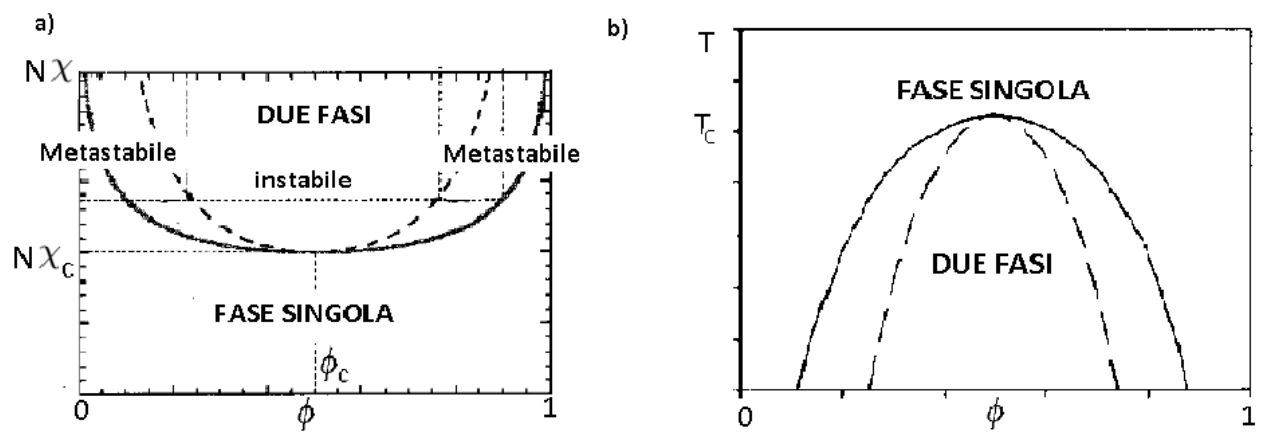 a)
Nχ
DUE FASI
Metastabile
Metastabile
instabile
Nχc
FASE SINGOLA
ϕc
0
ϕ
1
b)
T
FASE SINGOLA
Tc
DUE FASI
0
ϕ
1